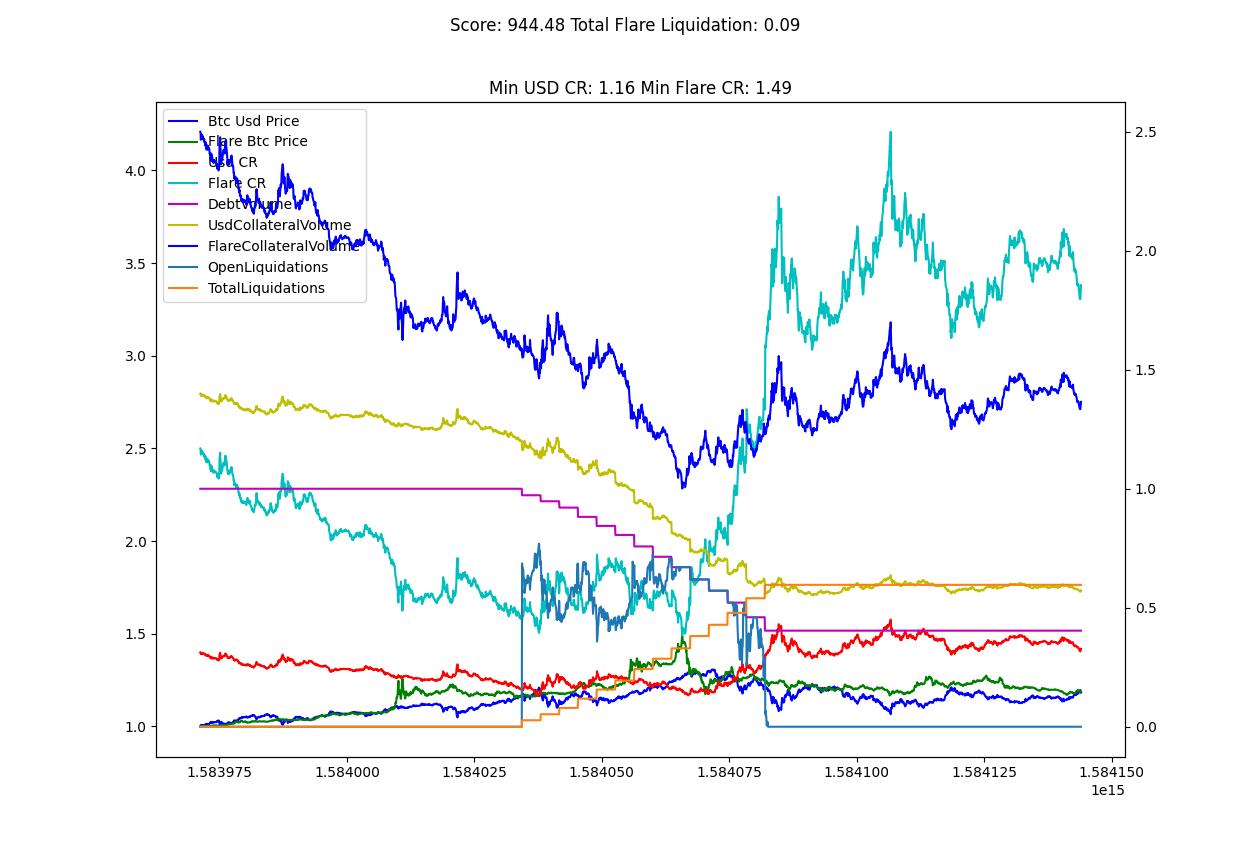 Score: 944.48 Total Flare Liquidation: 0.09
Min USD CR: 1.16 Min Flare CR: 1.49
Btc Usd Price
Flare Btc Price
Usd CR
Flare CR
DebtVolume
UsdCollateralVolume
FlareCollateralVolume
OpenLiquidations
TotalLiquidations
4.0
3.5
3.0
2.5
2.0
1.5
1.0
2.5
2.0
1.5
1.0
0.5
0.0
1.583975 1.584000 1.584025 1.584050 1.584075 1.584100 1.584125 1.584150
1e15